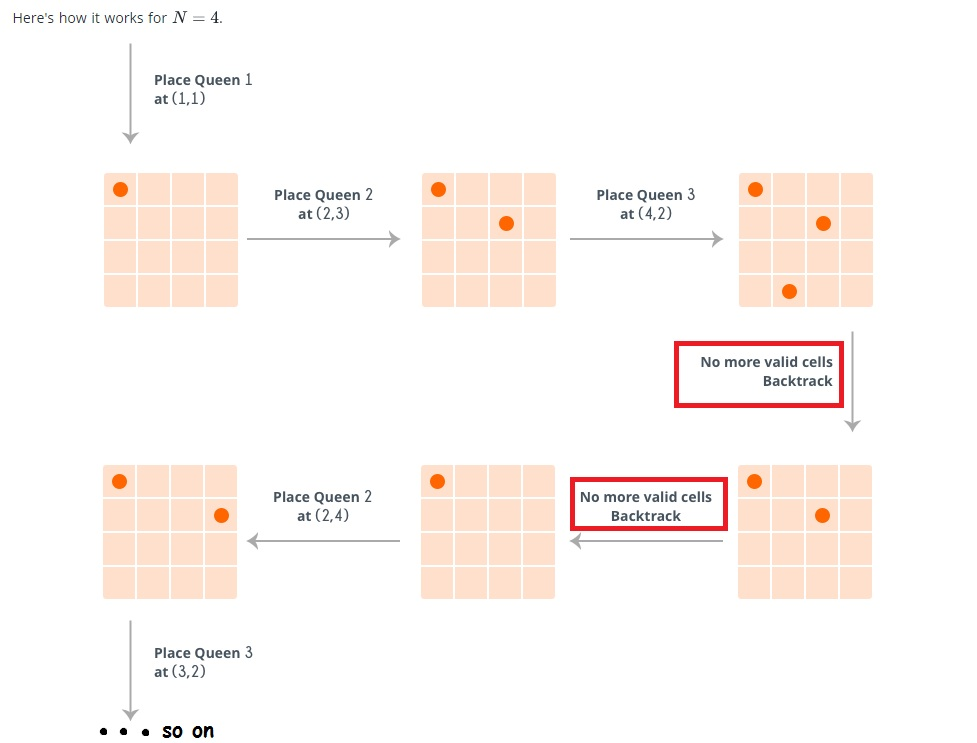 Here's how it works for N = 4.
Place Queen 1
at (1,1)
Place Queen 2
at (2,3)
Place Queen 3
at (4,2)
No more valid cells
Backtrack
No more valid cells
Backtrack
Place Queen 2
at (2,4)
Place Queen 3
at (3,2)
• • • so on